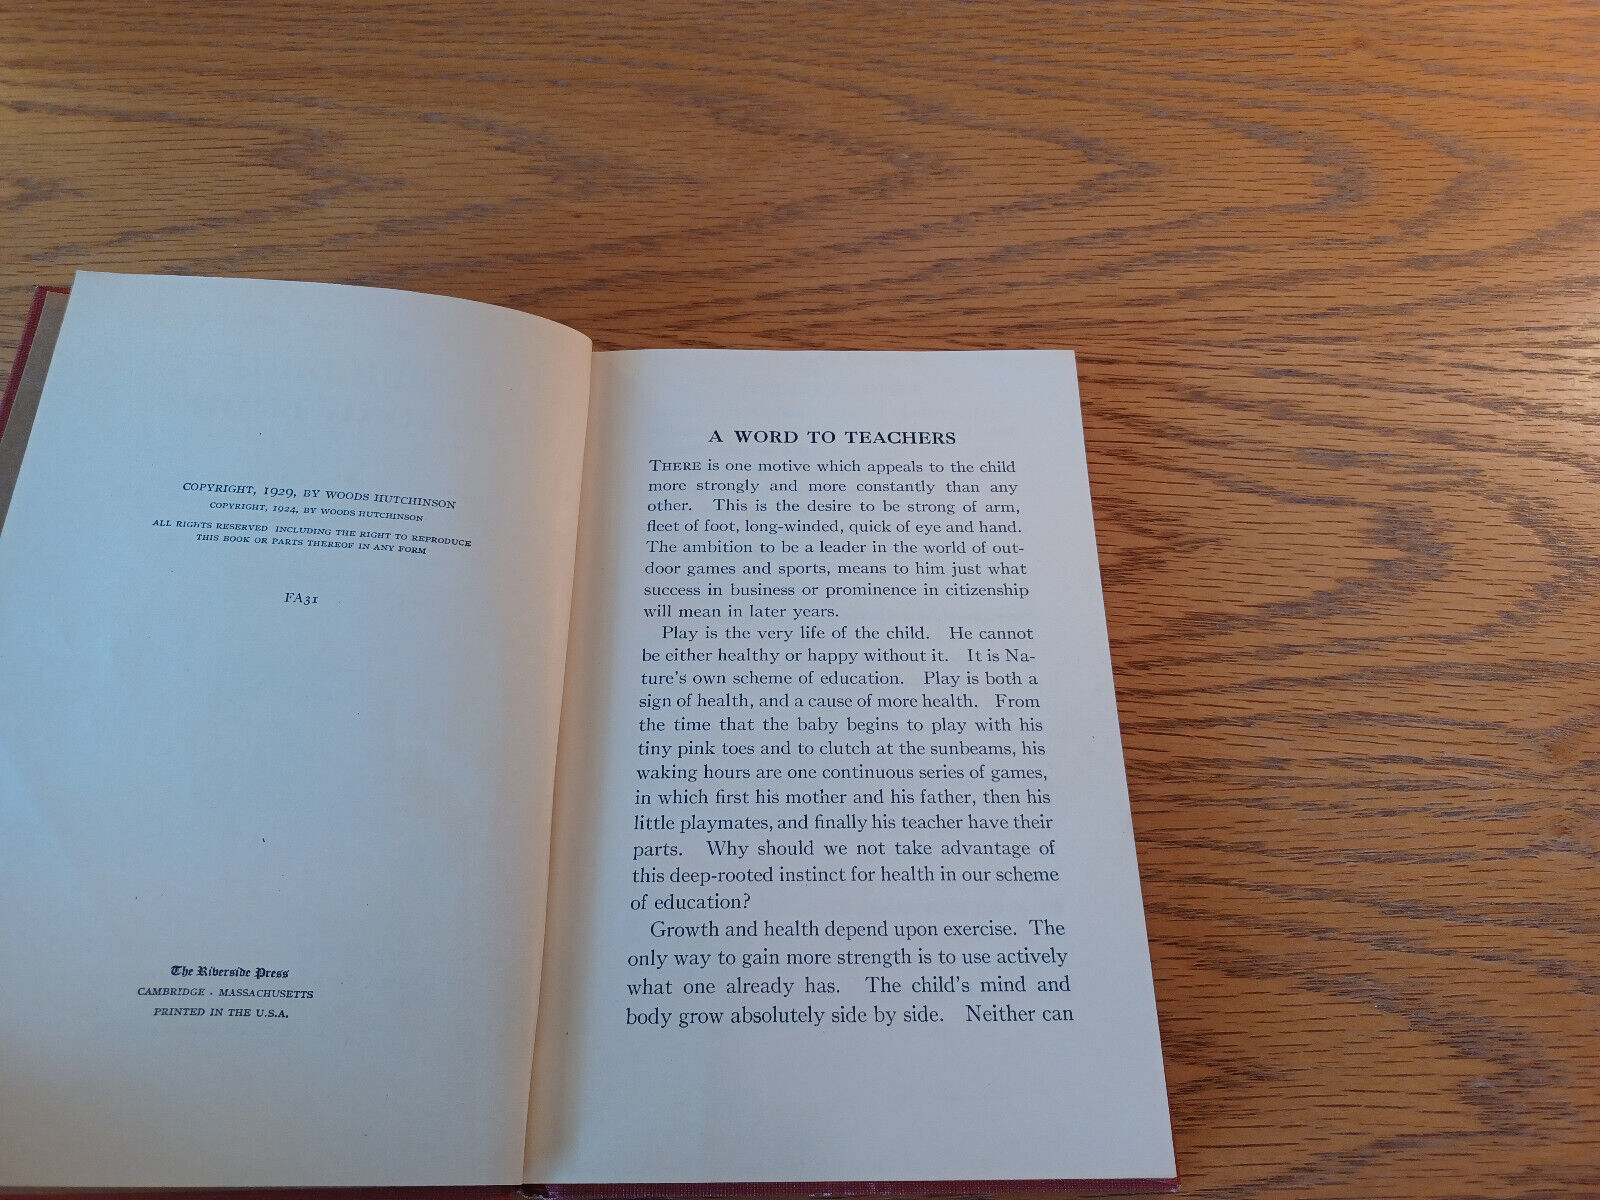 COPYRIGHT, 1929, BY WOODS HUTCHINSON
COPYRIGHT, 1924, BY WOODS HUTCHINSON
ALL RIGHTS RESERVED INCLUDING THE RIGHT TO REPRODUCE
THIS BOOK OR PARTS THEREOF IN ANY FORM
FA31
The Riverside Press
CAMBRIDGE · MASSACHUSETTS
PRINTED IN THE U.S.A.
A WORD TO TEACHERS
THERE is one motive which appeals to the child
more strongly and more constantly than any
other. This is the desire to be strong of arm,
fleet of foot, long-winded, quick of eye and hand.
The ambition to be a leader in the world of out-
door games and sports, means to him just what
success in business or prominence in citizenship
will mean in later years.
Play is the very life of the child. He cannot
be either healthy or happy without it. It is Na-
ture's own scheme of education. Play is both a
sign of health, and a cause of more health. From
the time that the baby begins to play with his
tiny pink toes and to clutch at the sunbeams, his
waking hours are one continuous series of games,
in which first his mother and his father, then his
little playmates, and finally his teacher have their
parts. Why should we not take advantage of
this deep-rooted instinct for health in our scheme
of education?
Growth and health depend upon exercise. The
only way to gain more strength is to use actively
what one already has. The child's mind and
body grow absolutely side by side. Neither can